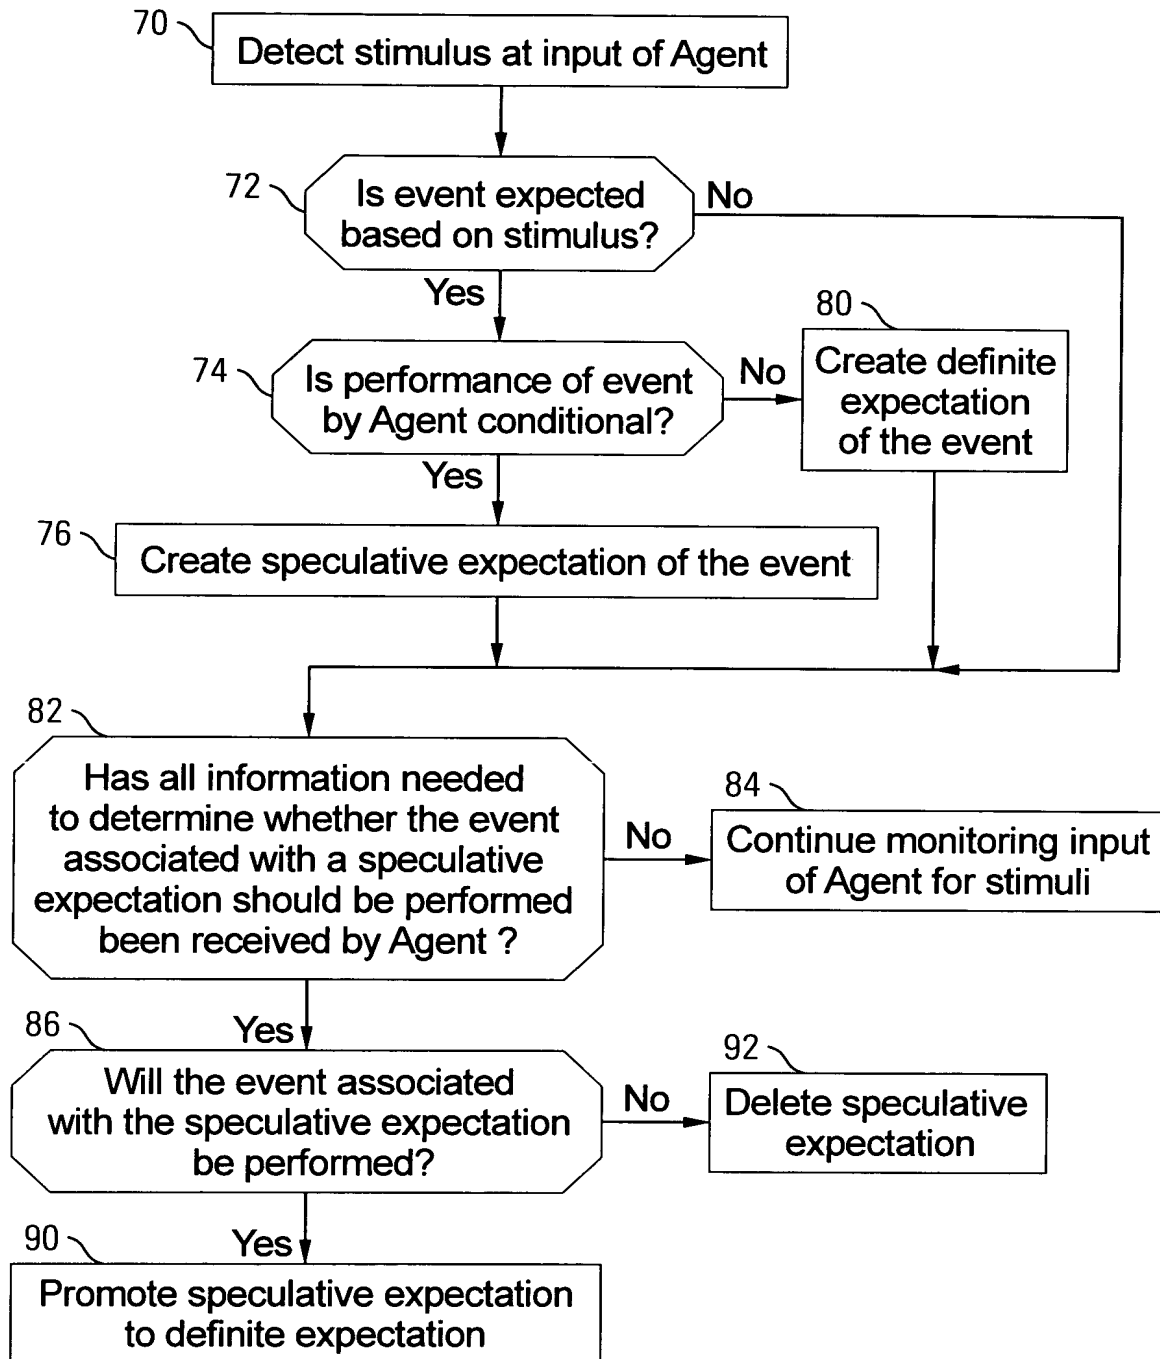 70
Detect stimulus at input of Agent
72
Is event expected
based on stimulus?
No
Yes
74
Is performance of event
by Agent conditional?
No
80
Create definite
expectation
of the event
Yes
76
Create speculative expectation of the event
82
Has all information needed
to determine whether the event
associated with a speculative
expectation should be performed
been received by Agent ?
No
84
Continue monitoring input
of Agent for stimuli
Yes
86
Will the event associated
with the speculative expectation
be performed?
No
92
Delete speculative
expectation
Yes
90
Promote speculative expectation
to definite expectation